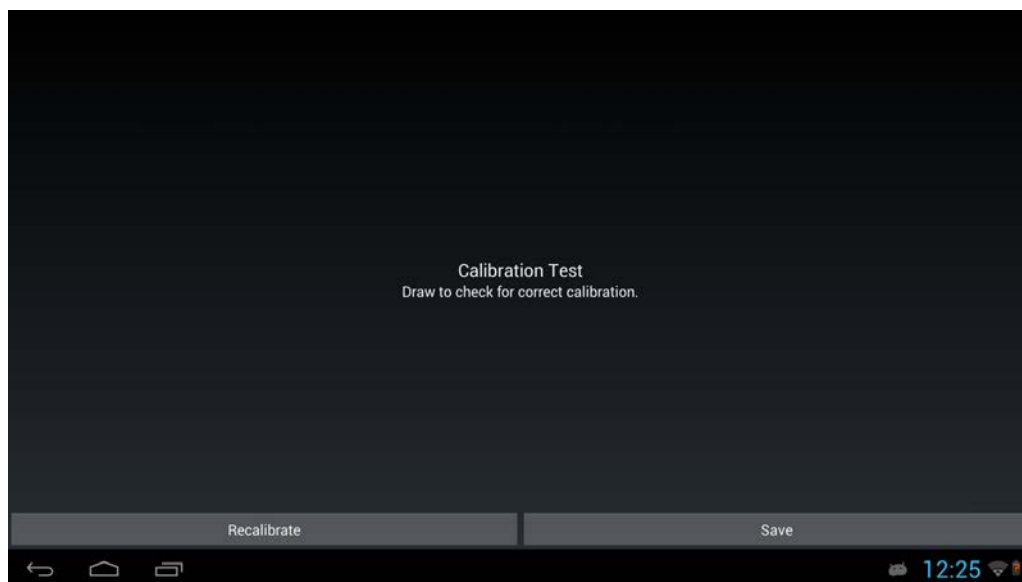 Calibration Test
Draw to check for correct calibration.
Recalibrate
Save
12:25